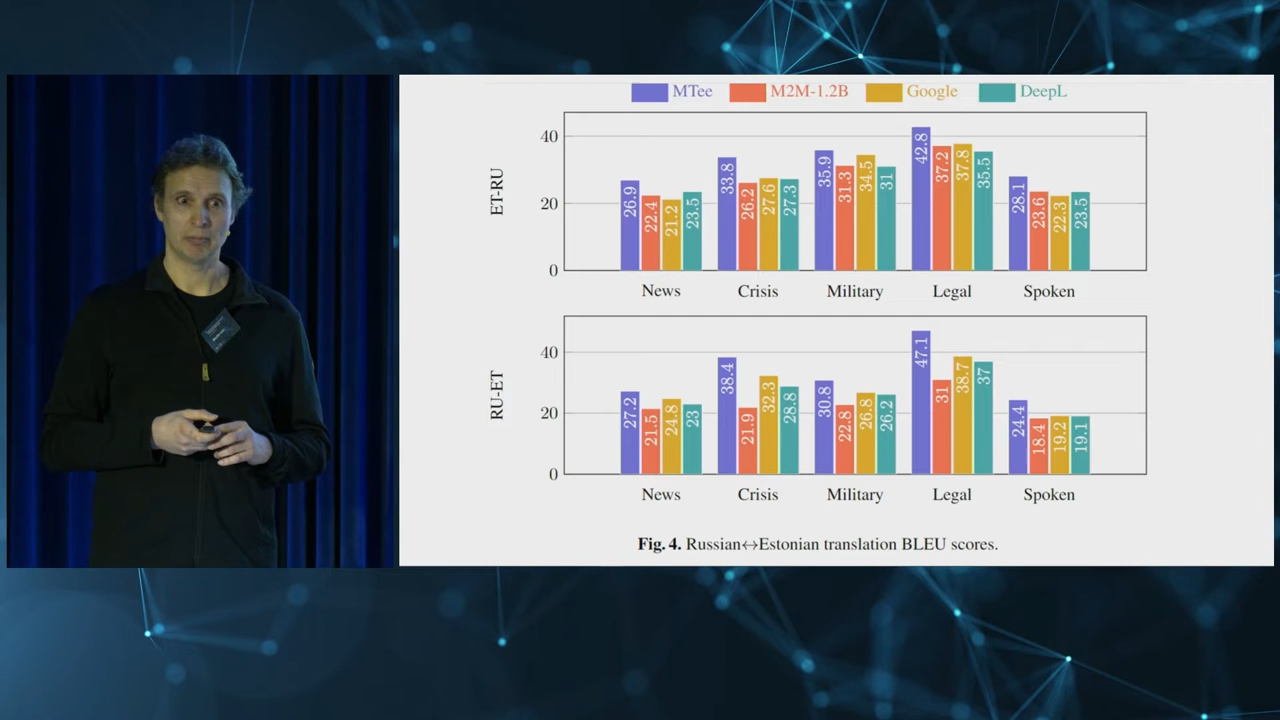 MTee M2M-1.2B Google DeepL
ET-RU
40
20
0
26.9 22.4 21.2 23.5
33.8 26.2 27.6 27.3
35.9 31.3 34.5 31
42.8 37.2 37.8 35.5
28.1 23.6 22.3 23.5
News Crisis Military Legal Spoken
RU-ET
40
20
0
27.2 21.5 24.8 23
38.4 21.9 32.3 28.8
30.8 22.8 26.8 26.2
47.1 31 38.7 37
24.4 18.4 19.2 19.1
News Crisis Military Legal Spoken
Fig. 4. Russian↔Estonian translation BLEU scores.